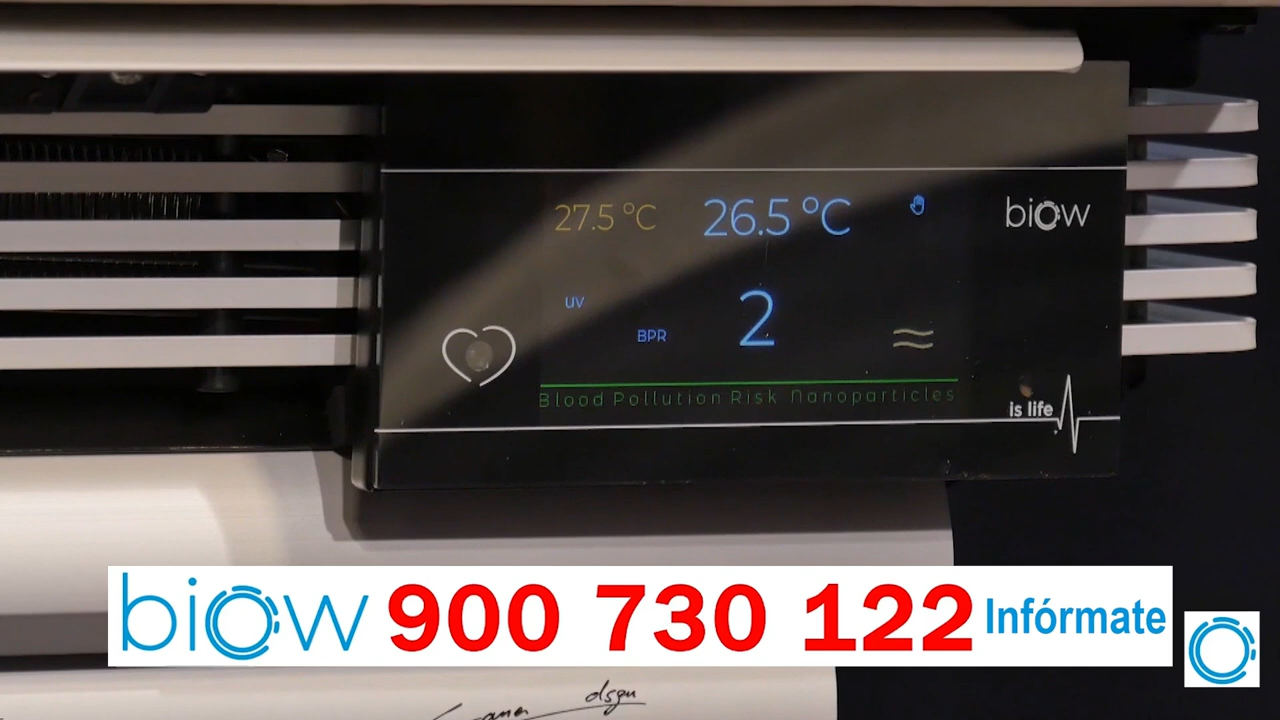 27.5 °C 26.5 °C
biow
UV
BPR 2
Blood Pollution Risk Nanoparticles
is life
biow 900 730 122 Infórmate
dsgn